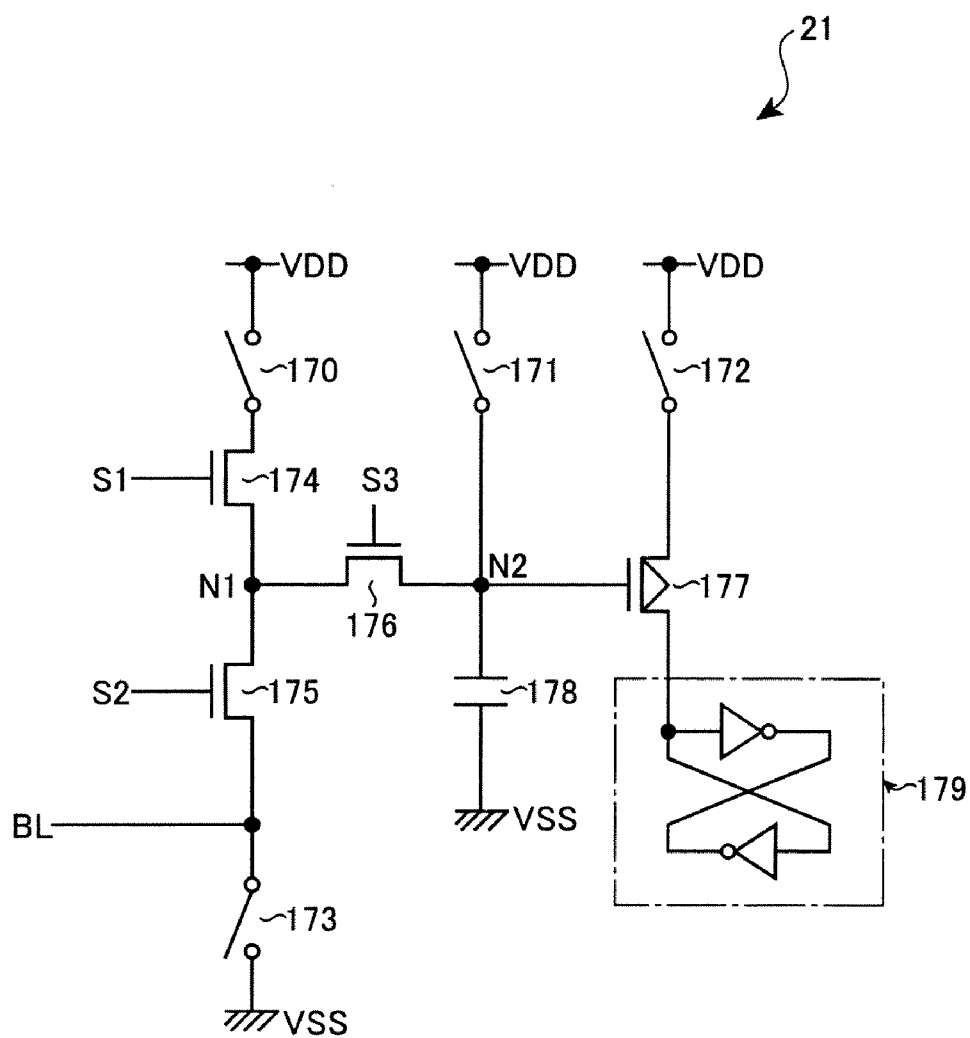 21
VDD VDD VDD
170 171 172
S1 174 S3
N1 N2 177
176
S2 175 178
179
BL VSS
173
VSS